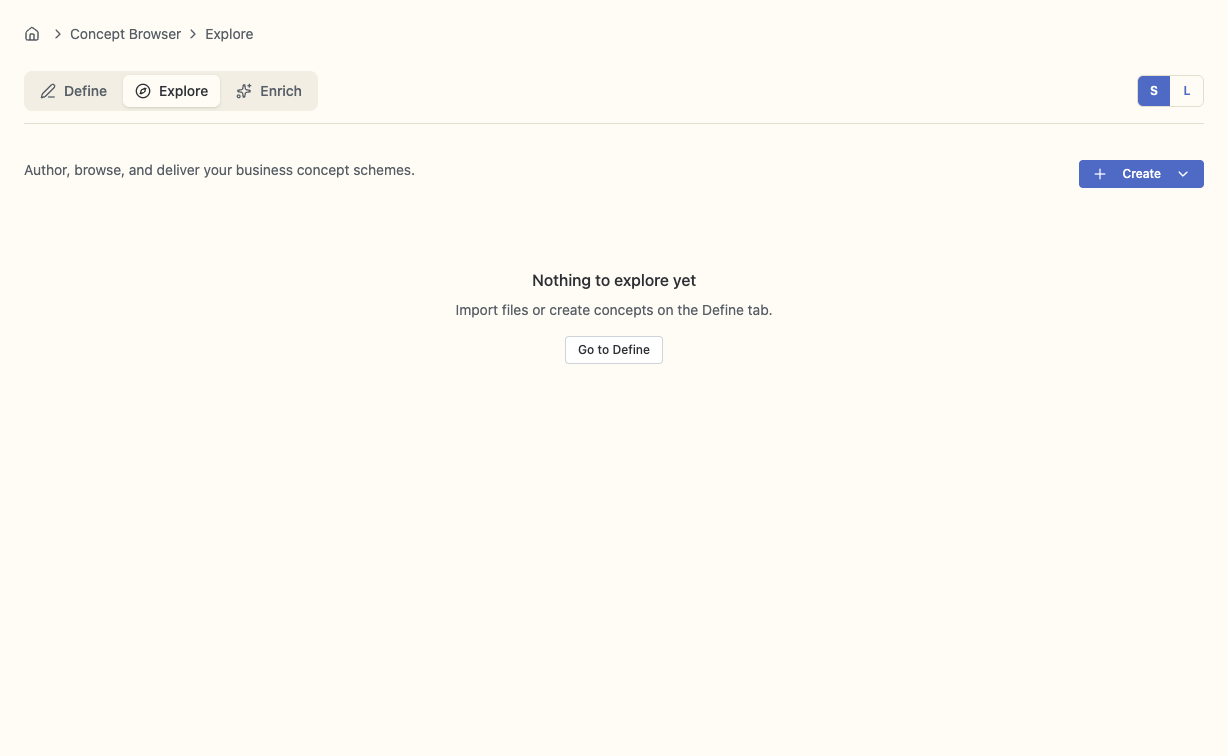 Concept Browser
Explore
Define
Explore
Enrich
S
L
Author, browse, and deliver your business concept schemes.
Create
Nothing to explore yet
Import files or create concepts on the Define tab.
Go to Define